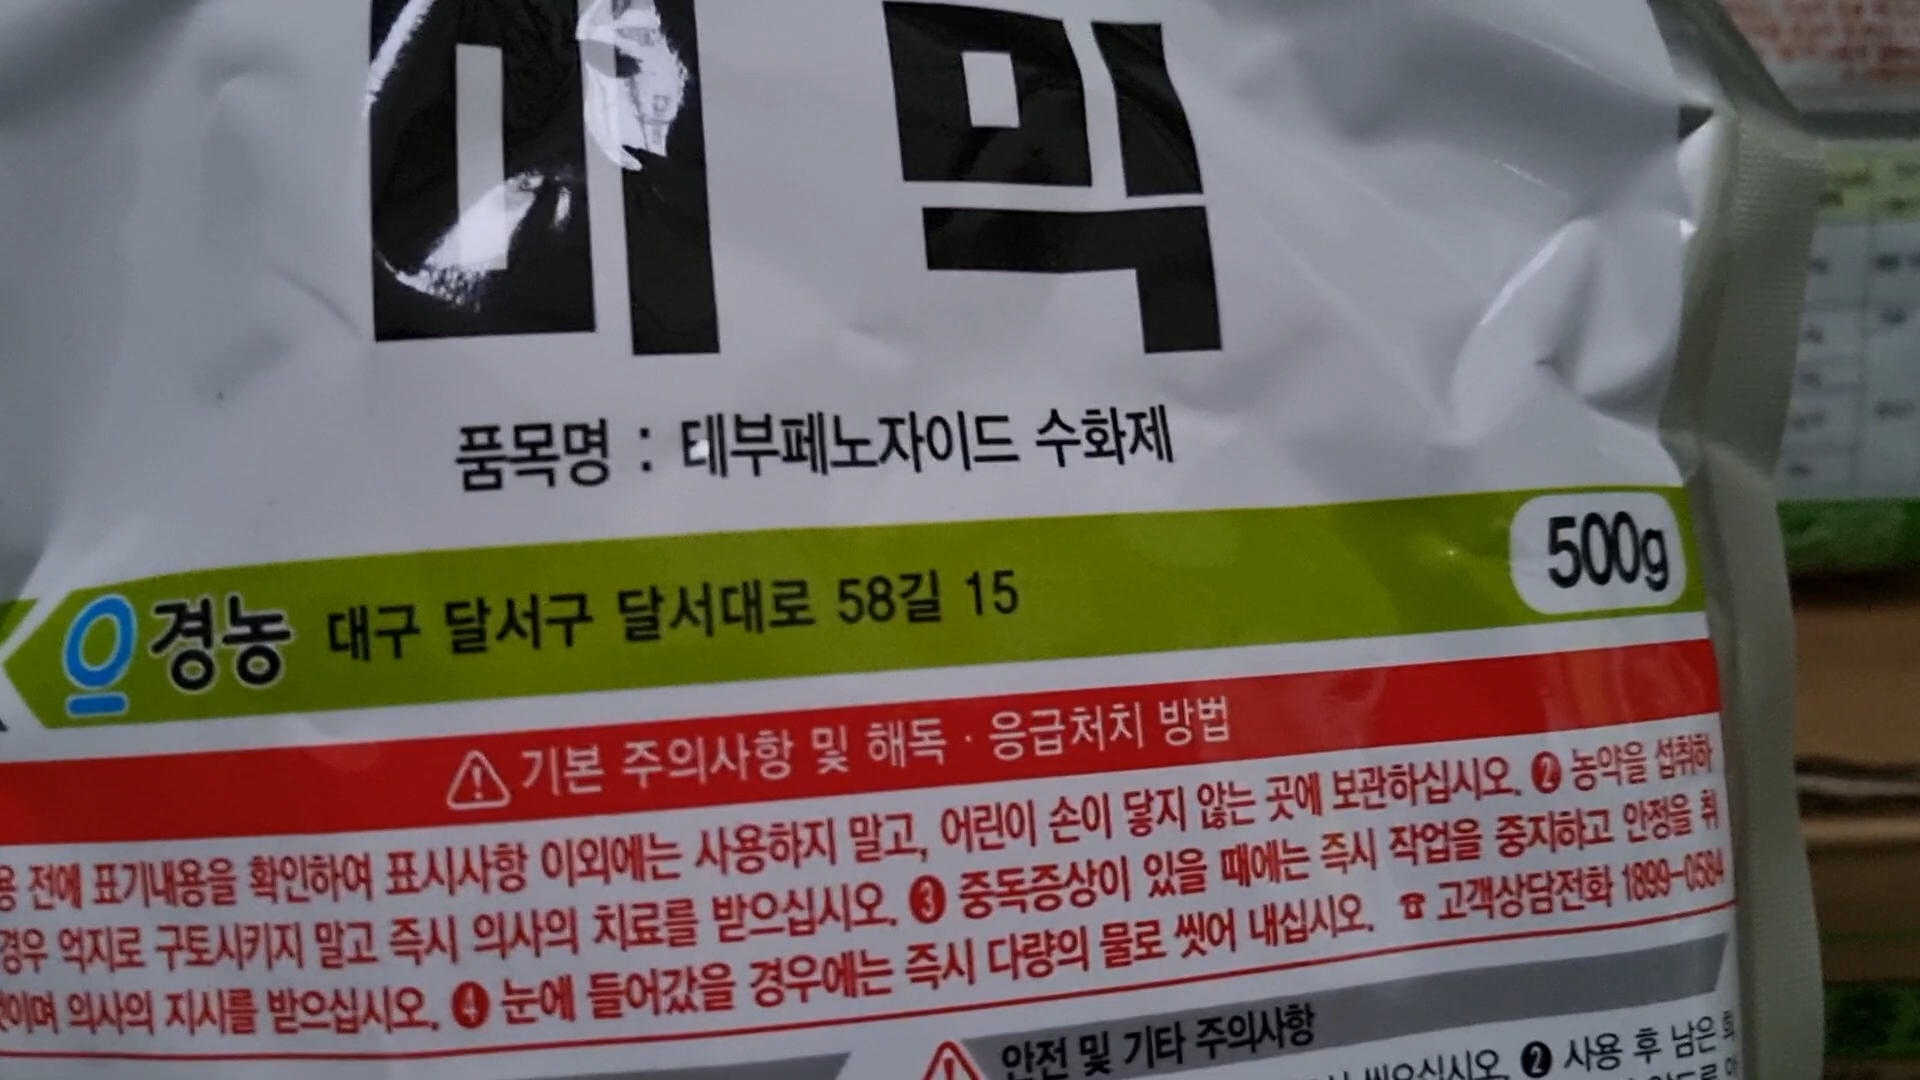 미믹
품목명 : 테부페노자이드 수화제
경농 대구 달서구 달서대로 58길 15
500g
기본 주의사항 및 해독 · 응급처치 방법
전에 표기내용을 확인하여 표시사항 이외에는 사용하지 말고, 어린이 손이 닿지 않는 곳에 보관하십시오. ❷ 농약을 섭취하
경우 억지로 구토시키지 말고 즉시 의사의 치료를 받으십시오. ❸ 중독증상이 있을 때에는 즉시 작업을 중지하고 안정을 취
이며 의사의 지시를 받으십시오. ❹ 눈에 들어갔을 경우에는 즉시 다량의 물로 씻어 내십시오. ☎ 고객상담전화 1899-0584
안전 및 기타 주의사항
❷ 사용 후 남은